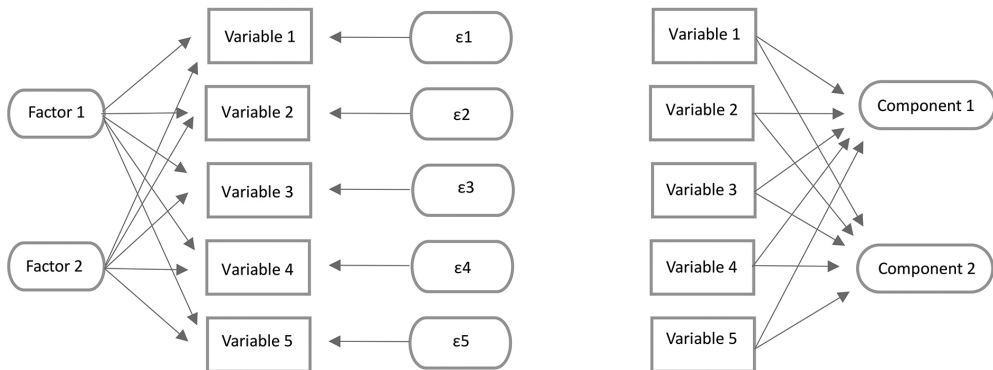 Variable 1
ε1
Factor 1
Variable 2
ε2
Variable 3
ε3
Factor 2
Variable 4
ε4
Variable 5
ε5
Variable 1
Component 1
Variable 2
Variable 3
Variable 4
Component 2
Variable 5